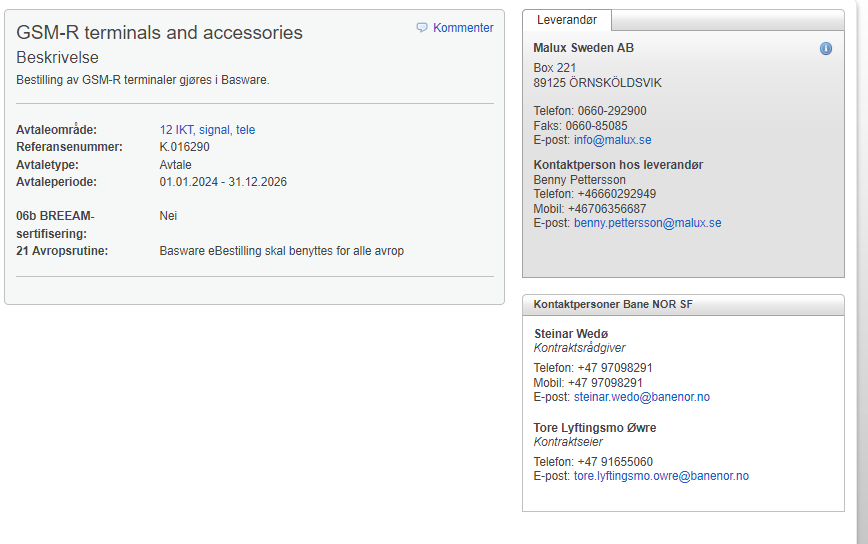 GSM-R terminals and accessories
Kommenter
Beskrivelse
Bestilling av GSM-R terminaler gjøres i Basware.
Avtaleområde: 12 IKT, signal, tele
Referansenummer: K.016290
Avtaletype: Avtale
Avtaleperiode: 01.01.2024 - 31.12.2026
06b BREEAM- Nei
sertifisering:
21 Avropsrutine: Basware eBestilling skal benyttes for alle avrop
Leverandør
Malux Sweden AB
Box 221
89125 ÖRNSKÖLDSVIK
Telefon: 0660-292900
Faks: 0660-85085
E-post: info@malux.se
Kontaktperson hos leverandør
Benny Pettersson
Telefon: +46660292949
Mobil: +46706356687
E-post: benny.pettersson@malux.se
Kontaktpersoner Bane NOR SF
Steinar Wedø
Kontraktsrådgiver
Telefon: +47 97098291
Mobil: +47 97098291
E-post: steinar.wedo@banenor.no
Tore Lyftingsmo Øwre
Kontraktseier
Telefon: +47 91655060
E-post: tore.lyftingsmo.owre@banenor.no